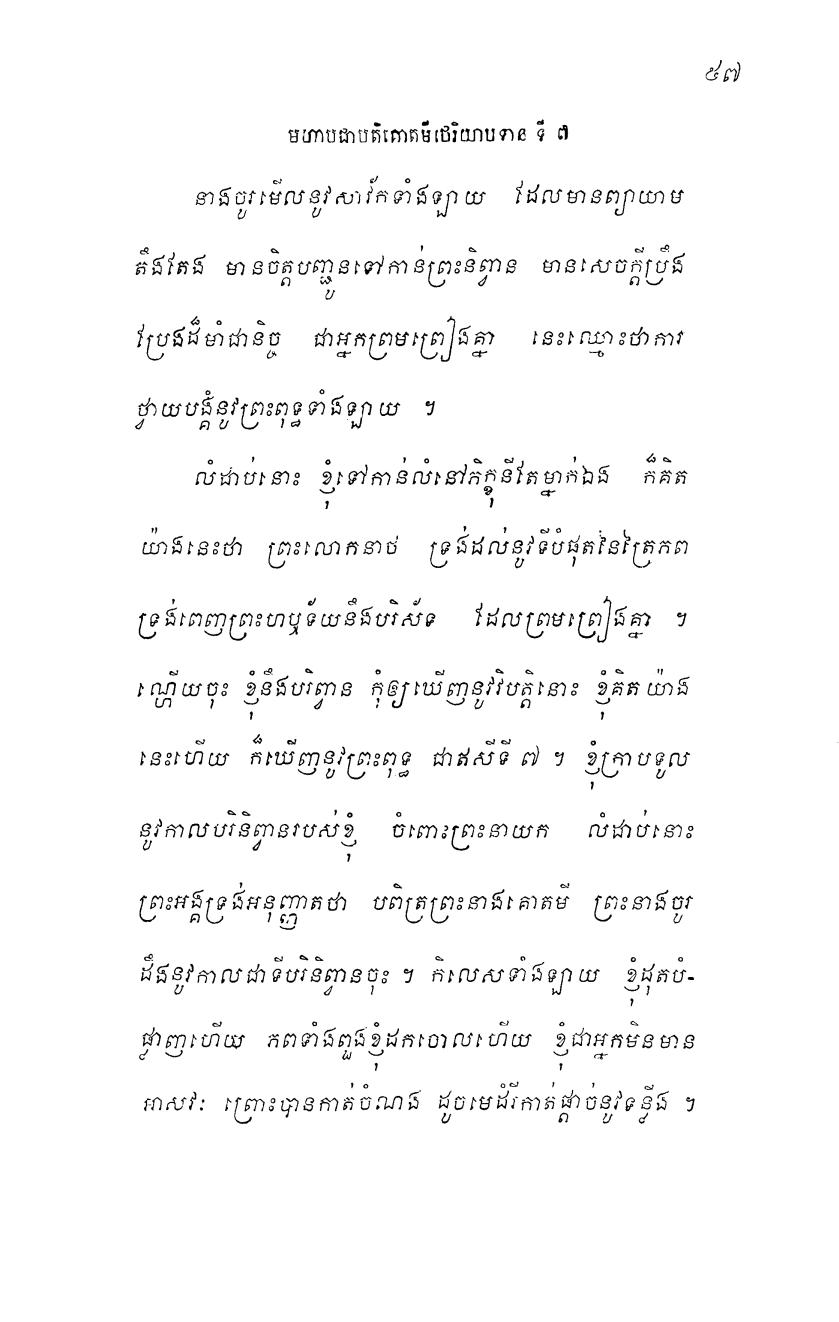 ៥៧
មហាបជាបតិគោតមីថេរិយាបទាន ទី ៧
នាងចូរមើលនូវសាវ័កទាំងឡាយ ដែលមានព្យាយាម
តឹងតែង មានចិត្តបញ្ជូនទៅកាន់ព្រះនិព្វាន មានសេចក្តីប្រឹង
ប្រែងដ៏មាំជានិច្ច ជាអ្នកព្រមព្រៀងគ្នា នេះឈ្មោះថាការ
ថ្វាយបង្គំនូវព្រះពុទ្ធទាំងឡាយ ។
លំដាប់នោះ ខ្ញុំទៅកាន់លំនៅភិក្ខុនីតែម្នាក់ឯង ក៏គិត
យ៉ាងនេះថា ព្រះលោកនាថ ទ្រង់ដល់នូវទីបំផុតនៃត្រៃភព
ទ្រង់ពេញព្រះហឫទ័យនឹងបរិស័ទ ដែលព្រមព្រៀងគ្នា ។
ណ្ហើយចុះ ខ្ញុំនឹងបរិនិព្វាន កុំឲ្យឃើញនូវវិបត្តិនោះ ខ្ញុំគិតយ៉ាង
នេះហើយ ក៏ឃើញនូវព្រះពុទ្ធ ជាឥសីទី ៧ ។ ខ្ញុំក្រាបទូល
នូវកាលបរិនិព្វានរបស់ខ្ញុំ ចំពោះព្រះនាយក លំដាប់នោះ
ព្រះអង្គទ្រង់អនុញ្ញាតថា បពិត្រព្រះនាងគោតមី ព្រះនាងចូរ
ដឹងនូវកាលជាទីបរិនិព្វានចុះ ។ កិលេសទាំងឡាយ ខ្ញុំដុតបំ-
ផ្លាញហើយ ភពទាំងពួងខ្ញុំដកចោលហើយ ខ្ញុំជាអ្នកមិនមាន
អាសវៈ ព្រោះបានកាត់ចំណង ដូចមេដំរីកាត់ផ្តាច់នូវទន្លីង ។